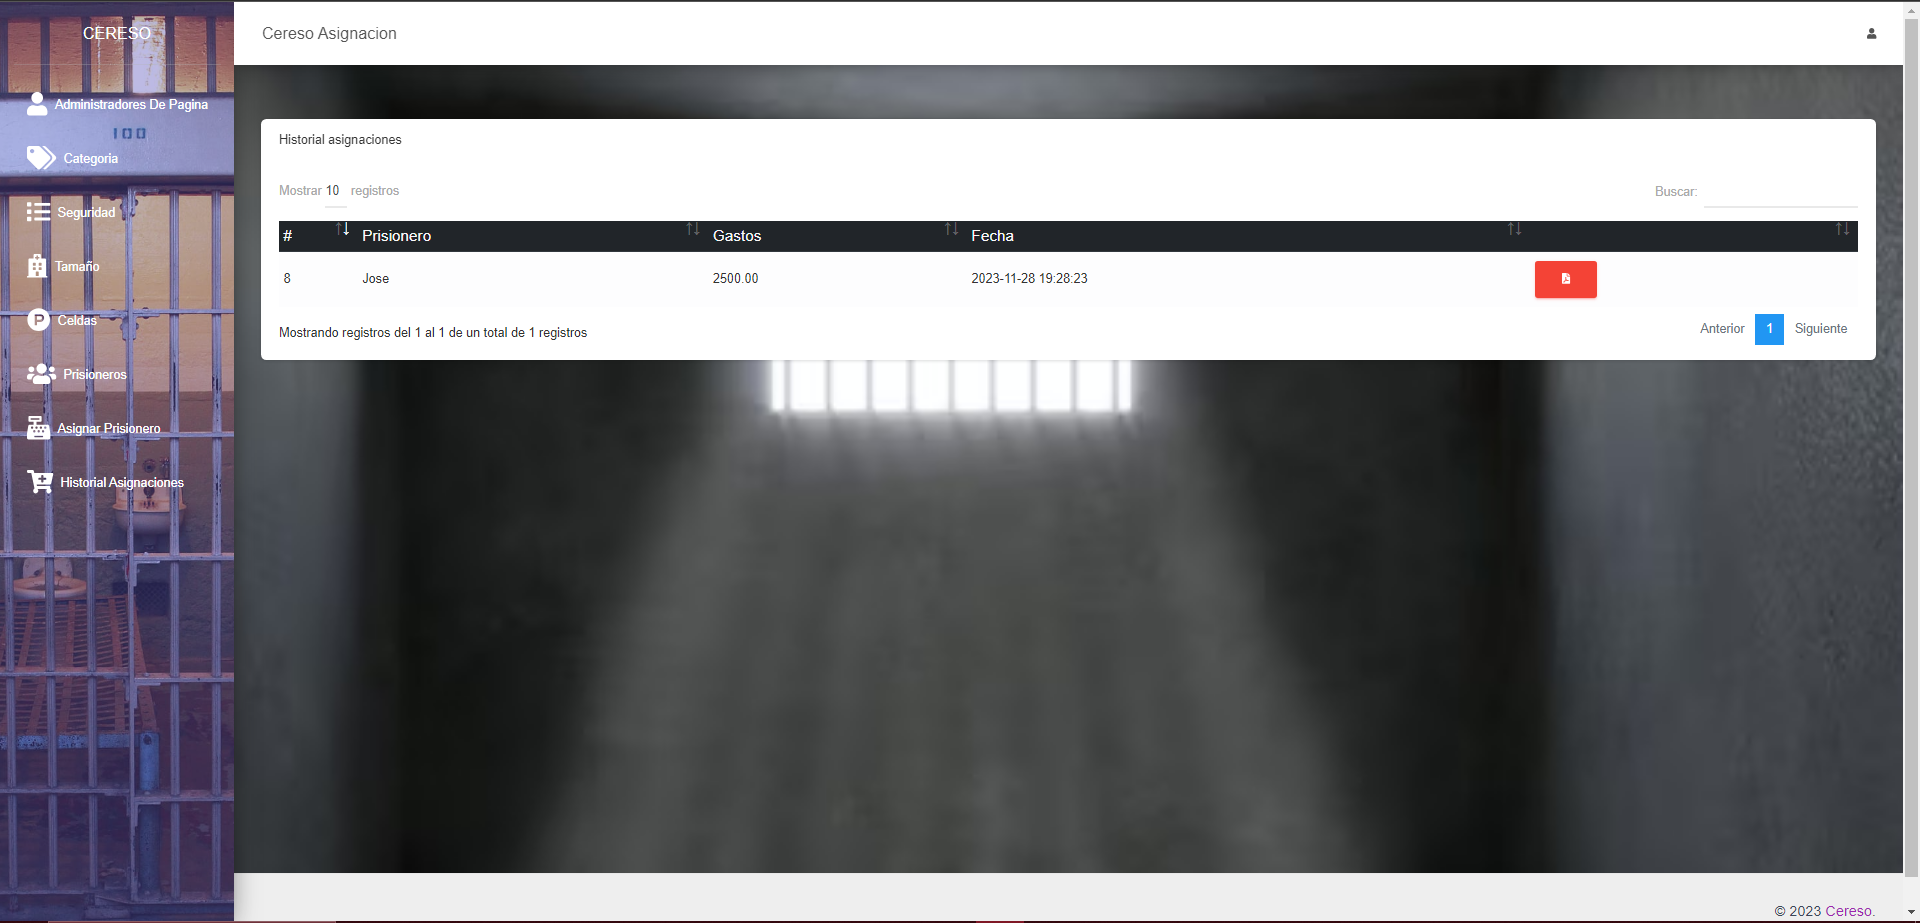 CERESO
Cereso Asignacion
Administradores De Pagina
100
Categoria
Seguridad
Tamaño
Celdas
Prisioneros
Asignar Prisionero
Historial Asignaciones
Historial asignaciones
Mostrar 10 registros
Buscar:
# Prisionero Gastos Fecha
8 Jose 2500.00 2023-11-28 19:28:23
Mostrando registros del 1 al 1 de un total de 1 registros
Anterior 1 Siguiente
© 2023 Cereso.